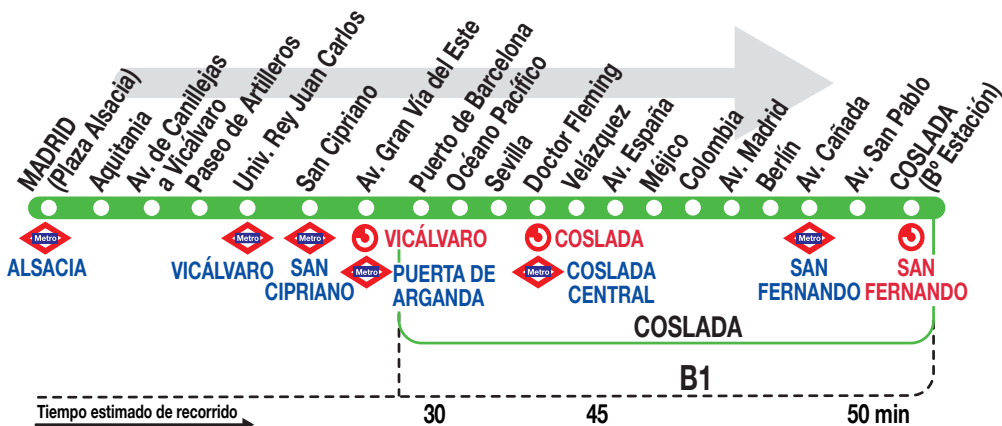 MADRID
(Plaza Alsacia)
Aquitania
Av. de Canillejas
a Vicálvaro
Paseo de Artilleros
Univ. Rey Juan Carlos
San Cipriano
Av. Gran Vía del Este
Puerto de Barcelona
Océano Pacífico
Sevilla
Doctor Fleming
Velázquez
Av. España
Méjico
Colombia
Av. Madrid
Berlín
Av. Cañada
Av. San Pablo
COSLADA
(Bº Estación)
Metro
ALSACIA
Metro
VICÁLVARO
Metro
SAN
CIPRIANO
VICÁLVARO
Metro
PUERTA DE
ARGANDA
COSLADA
Metro
COSLADA
CENTRAL
Metro
SAN
FERNANDO
SAN
FERNANDO
COSLADA
B1
Tiempo estimado de recorrido
30
45
50 min